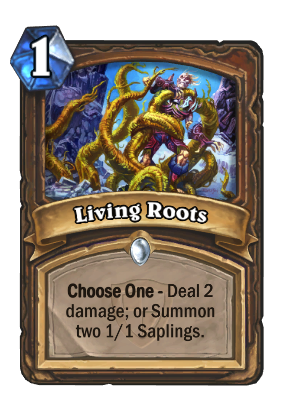 1
Living Roots
Choose One - Deal 2
damage; or Summon
two 1/1 Saplings.